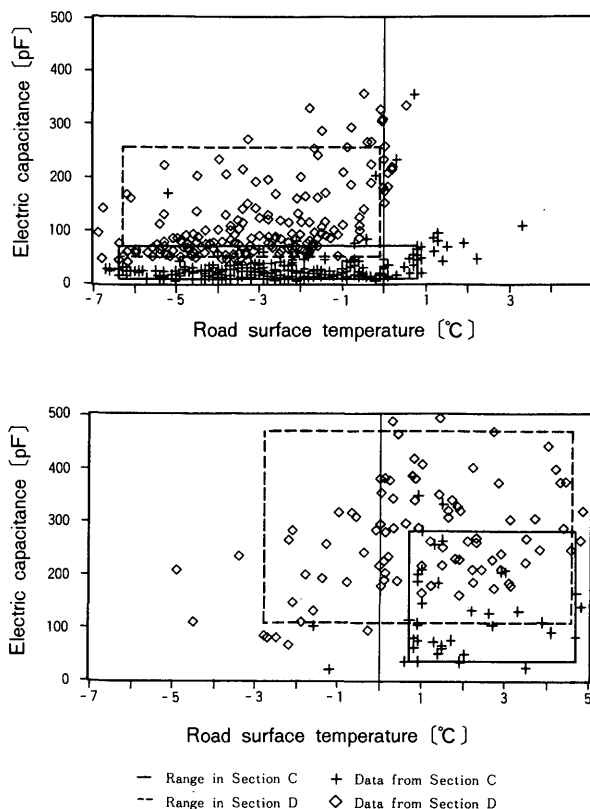 Electric capacitance [pF]
500
400
300
200
100
0
-7 -5 -3 -1 1 3
Road surface temperature [℃]
Electric capacitance [pF]
500
400
300
200
100
0
-7 -5 -3 -1 1 3 5
Road surface temperature [℃]
Range in Section C + Data from Section C
Range in Section D ◇ Data from Section D